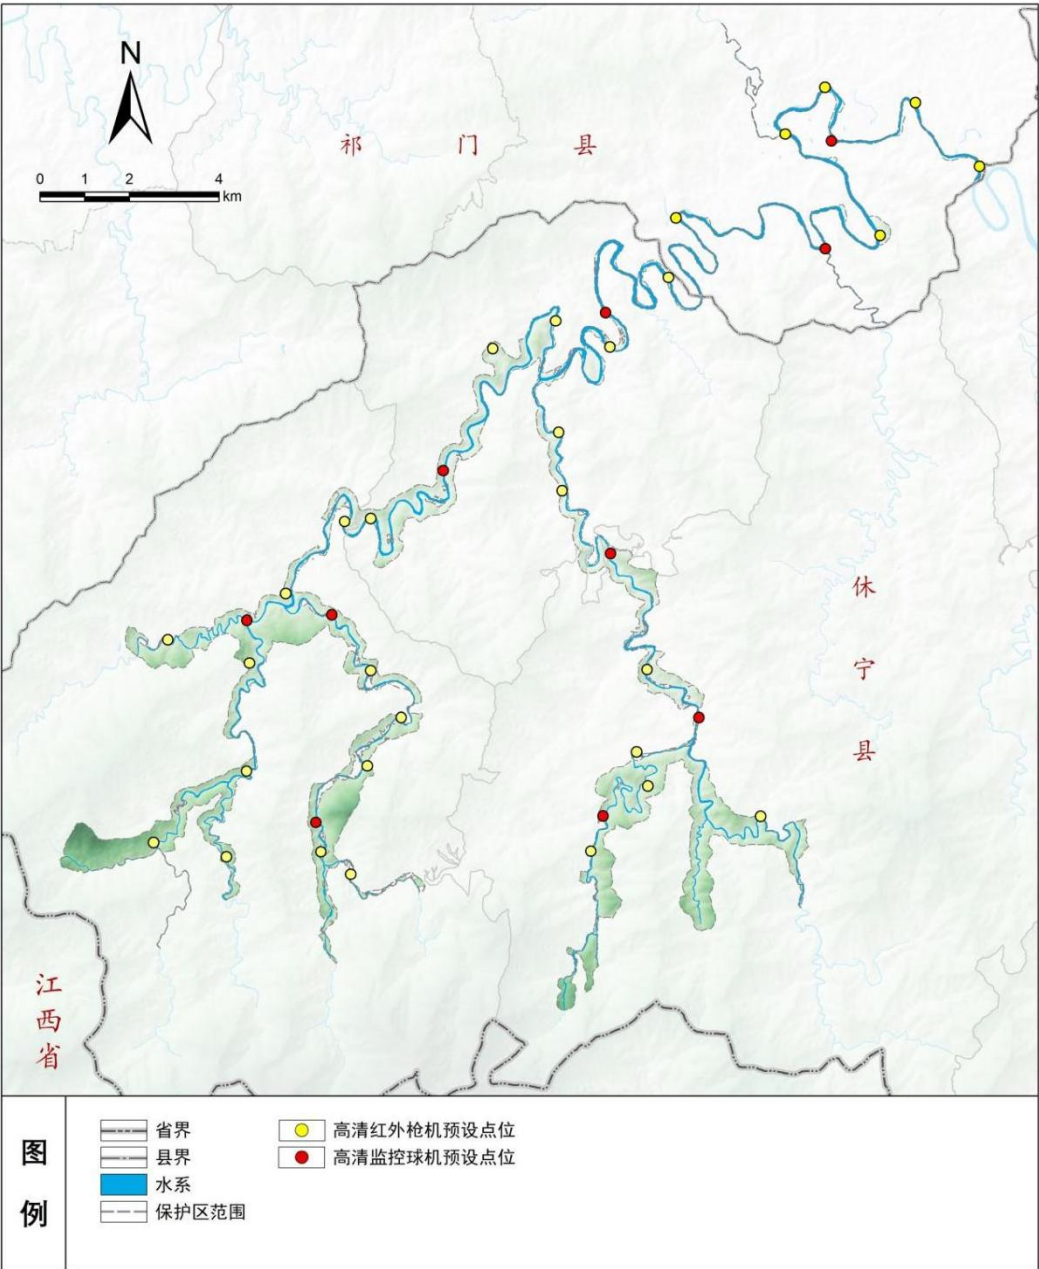 N
0 1 2 4
km
祁门县
休宁县
江西省
图例
省界
县界
水系
保护区范围
高清红外枪机预设点位
高清监控球机预设点位